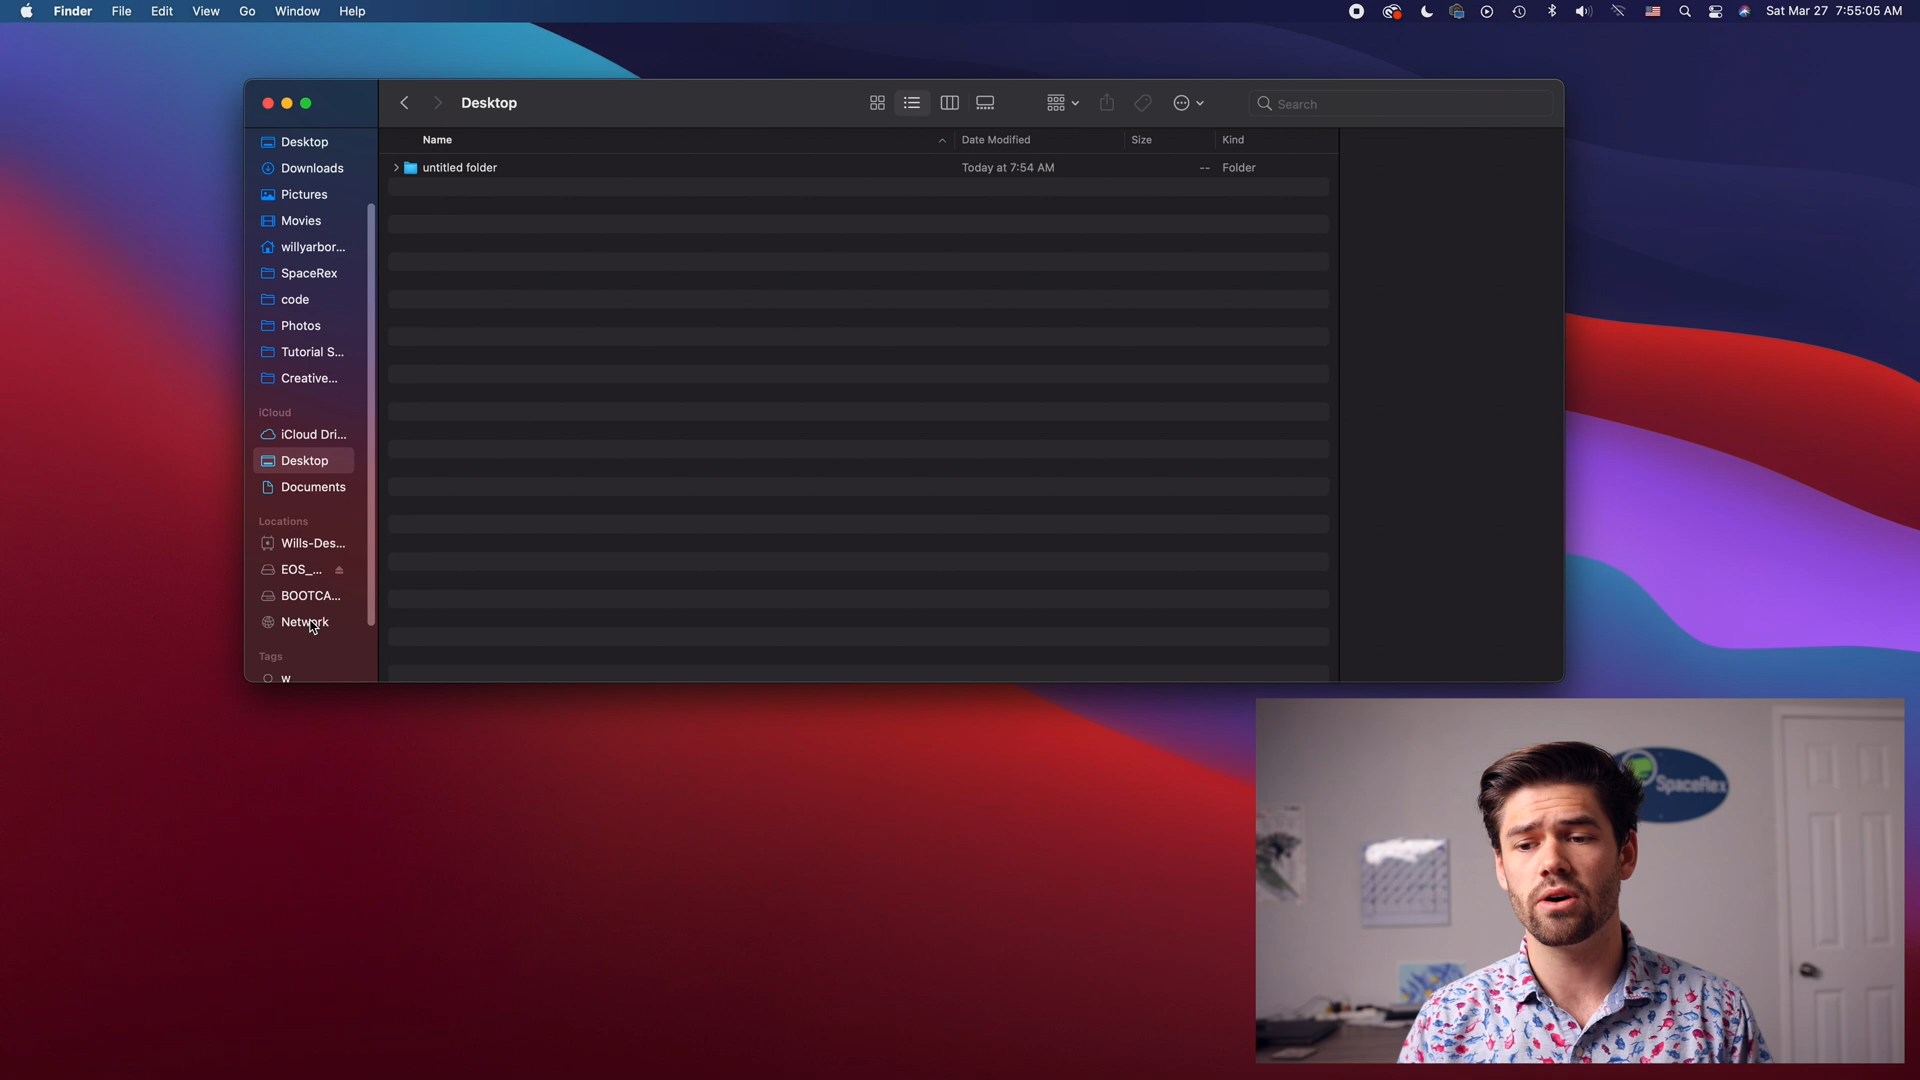 Finder File Edit View Go Window Help
Sat Mar 27 7:55:05 AM
Desktop
Search
Name
Date Modified
Size
Kind
untitled folder
Today at 7:54 AM
--
Folder
Desktop
Downloads
Pictures
Movies
willyarbor...
SpaceRex
code
Photos
Tutorial S...
Creative...
iCloud
iCloud Dri...
Desktop
Documents
Locations
Wills-Des...
EOS_...
BOOTCA...
Network
Tags
w
SpaceRex